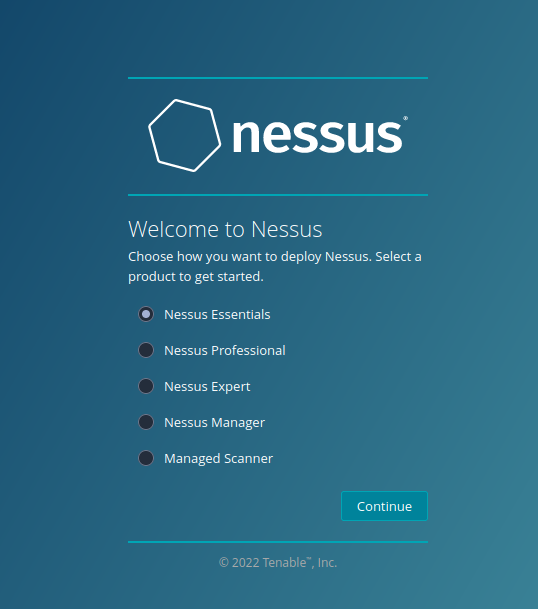 nessus®
Welcome to Nessus
Choose how you want to deploy Nessus. Select a
product to get started.
Nessus Essentials
Nessus Professional
Nessus Expert
Nessus Manager
Managed Scanner
Continue
© 2022 Tenable™, Inc.